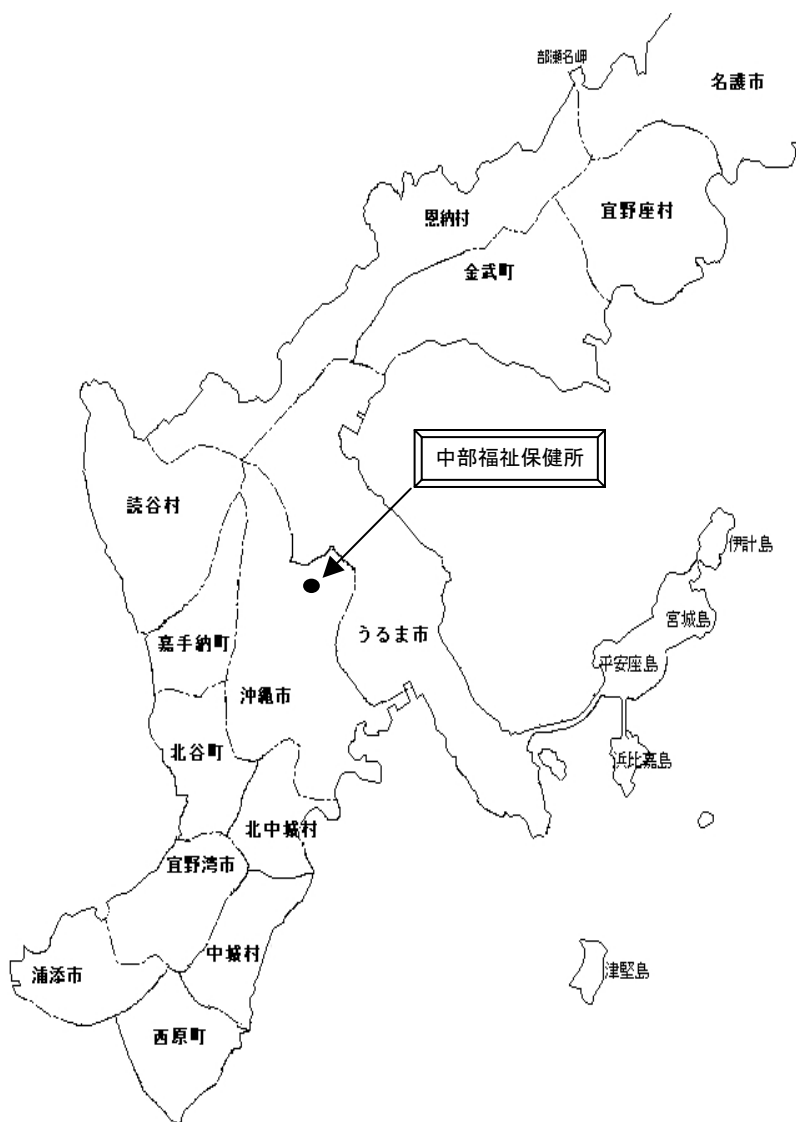 部瀬名岬
名護市
宜野座村
恩納村
金武町
中部福祉保健所
読谷村
伊計島
宮城島
うるま市
嘉手納町
平安座島
沖縄市
北谷町
浜比嘉島
北中城村
宜野湾市
中城村
浦添市
津堅島
西原町